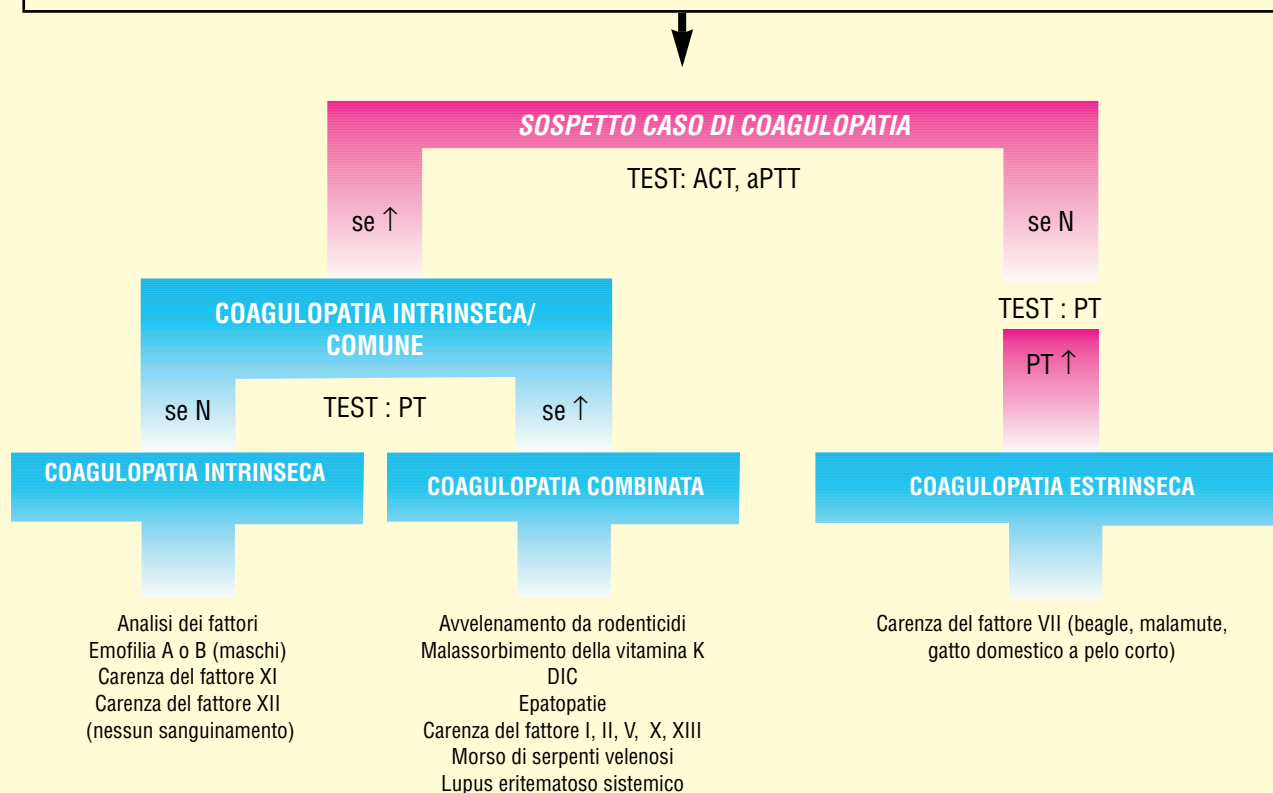 SOSPETTO CASO DI COAGULOPATIA
TEST: ACT, aPTT
se ↑
se N
COAGULOPATIA INTRINSECA/
COMUNE
TEST : PT
PT ↑
se N
TEST : PT
se ↑
COAGULOPATIA INTRINSECA
COAGULOPATIA COMBINATA
COAGULOPATIA ESTRINSECA
Analisi dei fattori
Emofilia A o B (maschi)
Carenza del fattore XI
Carenza del fattore XII
(nessun sanguinamento)
Avvelenamento da rodenticidi
Malassorbimento della vitamina K
DIC
Epatopatie
Carenza del fattore I, II, V, X, XIII
Morso di serpenti velenosi
Lupus eritematoso sistemico
Carenza del fattore VII (beagle, malamute,
gatto domestico a pelo corto)